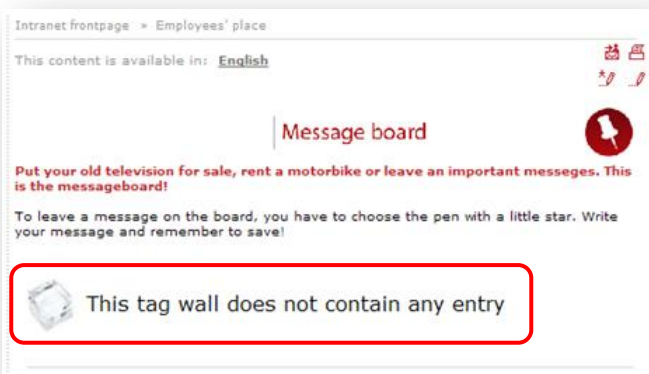 Intranet frontpage » Employees' place
This content is available in: English
Message board
Put your old television for sale, rent a motorbike or leave an important messeges. This
is the messageboard!
To leave a message on the board, you have to choose the pen with a little star. Write
your message and remember to save!
This tag wall does not contain any entry